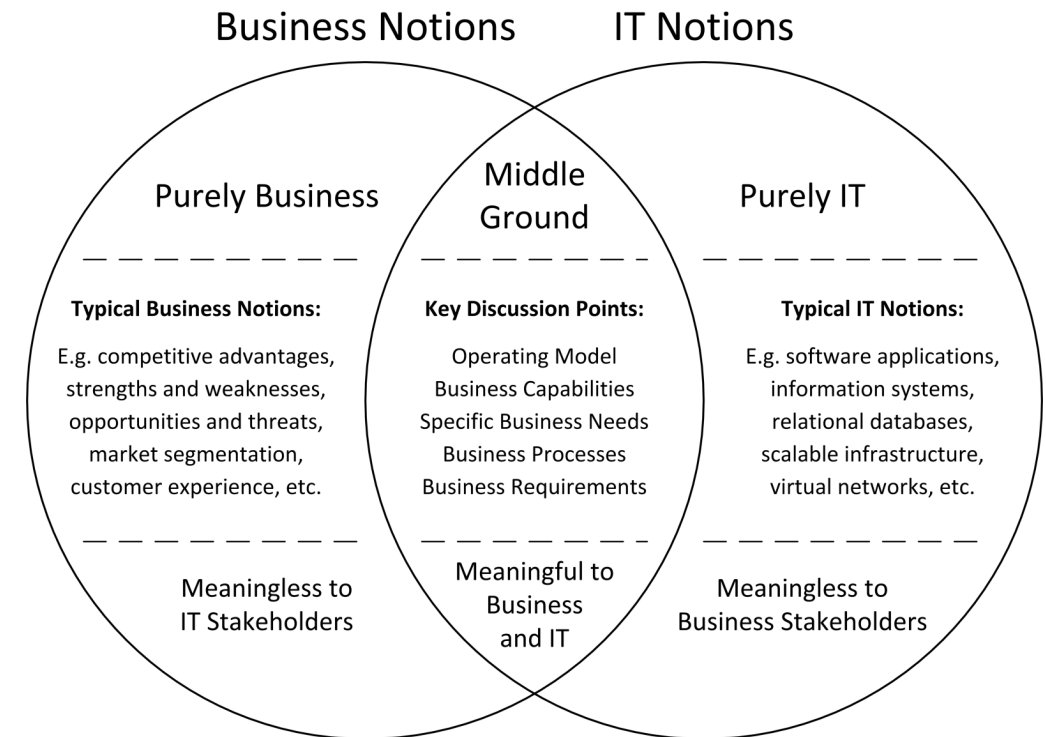 Business Notions
IT Notions
Purely Business
Typical Business Notions:
E.g. competitive advantages,
strengths and weaknesses,
opportunities and threats,
market segmentation,
customer experience, etc.
Meaningless to
IT Stakeholders
Middle
Ground
Key Discussion Points:
Operating Model
Business Capabilities
Specific Business Needs
Business Processes
Business Requirements
Meaningful to
Business
and IT
Purely IT
Typical IT Notions:
E.g. software applications,
information systems,
relational databases,
scalable infrastructure,
virtual networks, etc.
Meaningless to
Business Stakeholders